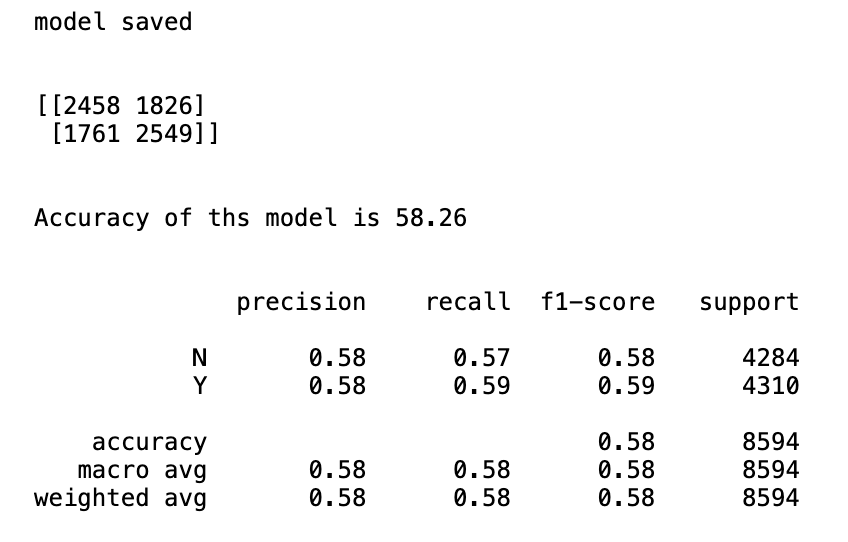 model saved
[[2458 1826]
[1761 2549]]
Accuracy of ths model is 58.26
precision recall f1-score support
N 0.58 0.57 0.58 4284
Y 0.58 0.59 0.59 4310
accuracy 0.58 8594
macro avg 0.58 0.58 0.58 8594
weighted avg 0.58 0.58 0.58 8594